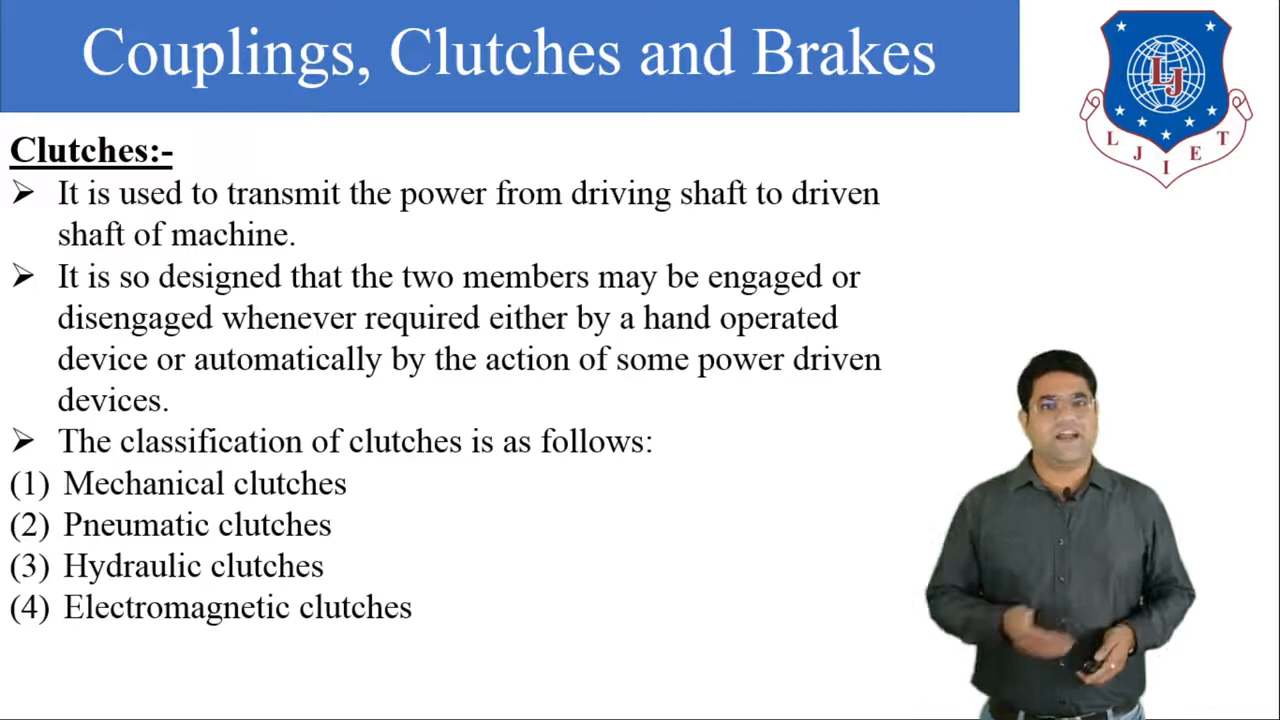 Couplings, Clutches and Brakes
Clutches:-
➢ It is used to transmit the power from driving shaft to driven
shaft of machine.
➢ It is so designed that the two members may be engaged or
disengaged whenever required either by a hand operated
device or automatically by the action of some power driven
devices.
➢ The classification of clutches is as follows:
(1) Mechanical clutches
(2) Pneumatic clutches
(3) Hydraulic clutches
(4) Electromagnetic clutches
LJ
L J I E T